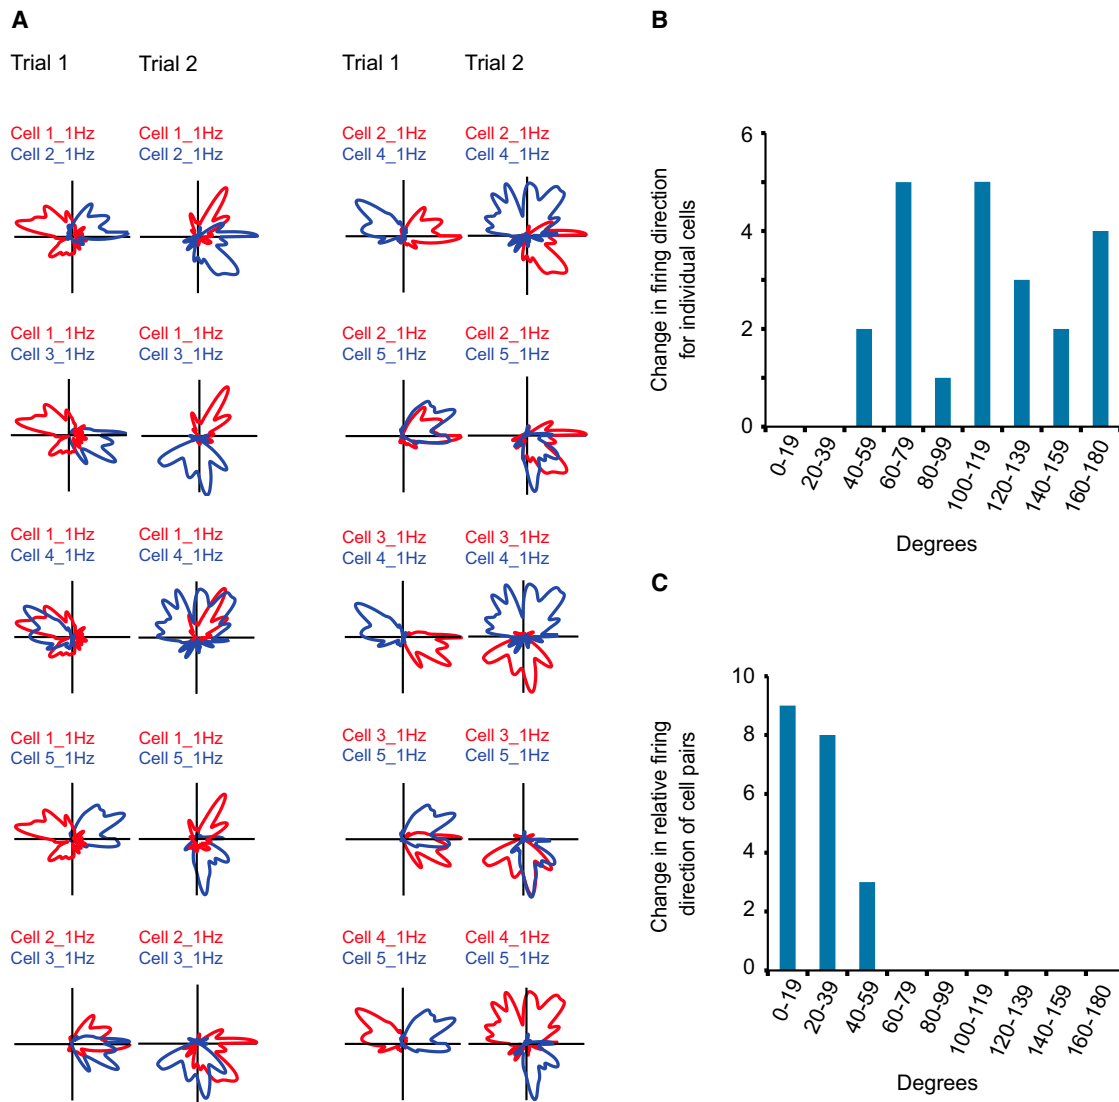 A
Trial 1 Trial 2 Trial 1 Trial 2
Cell 1_1Hz Cell 1_1Hz Cell 2_1Hz Cell 2_1Hz
Cell 2_1Hz Cell 2_1Hz Cell 4_1Hz Cell 4_1Hz
Cell 1_1Hz Cell 1_1Hz Cell 2_1Hz Cell 2_1Hz
Cell 3_1Hz Cell 3_1Hz Cell 5_1Hz Cell 5_1Hz
Cell 1_1Hz Cell 1_1Hz Cell 3_1Hz Cell 3_1Hz
Cell 4_1Hz Cell 4_1Hz Cell 4_1Hz Cell 4_1Hz
Cell 1_1Hz Cell 1_1Hz Cell 3_1Hz Cell 3_1Hz
Cell 5_1Hz Cell 5_1Hz Cell 5_1Hz Cell 5_1Hz
Cell 2_1Hz Cell 2_1Hz Cell 4_1Hz Cell 4_1Hz
Cell 3_1Hz Cell 3_1Hz Cell 5_1Hz Cell 5_1Hz
B
Change in firing direction
for individual cells
6
4
2
0
0-19 20-39 40-59 60-79 80-99 100-119 120-139 140-159 160-180
Degrees
C
Change in relative firing
direction of cell pairs
10
8
6
4
2
0
0-19 20-39 40-59 60-79 80-99 100-119 120-139 140-159 160-180
Degrees